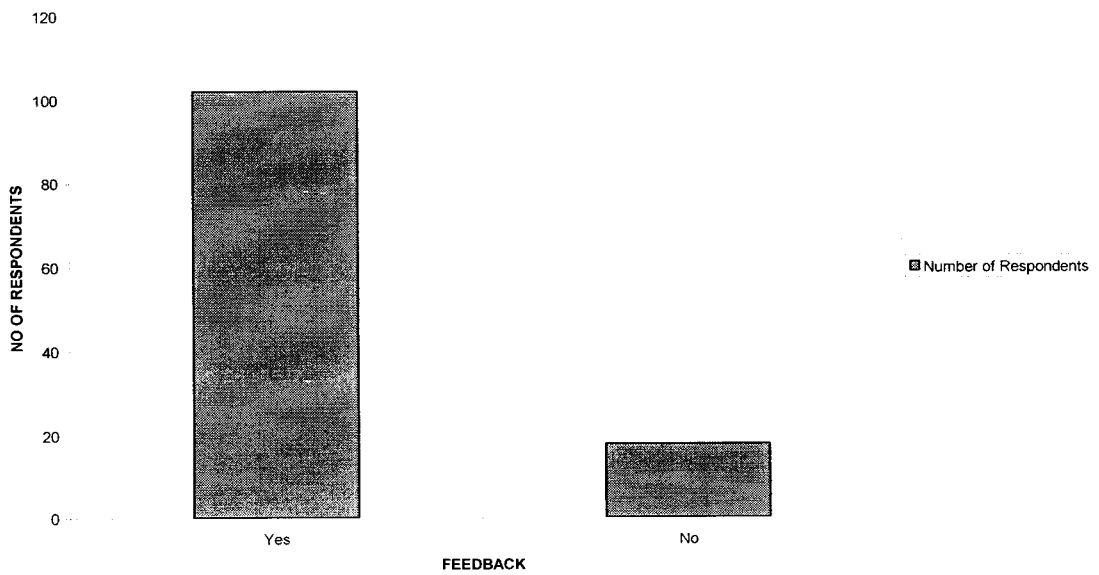 120
100
80
60
40
20
0
NO OF RESPONDENTS
Yes
No
FEEDBACK
Number of Respondents